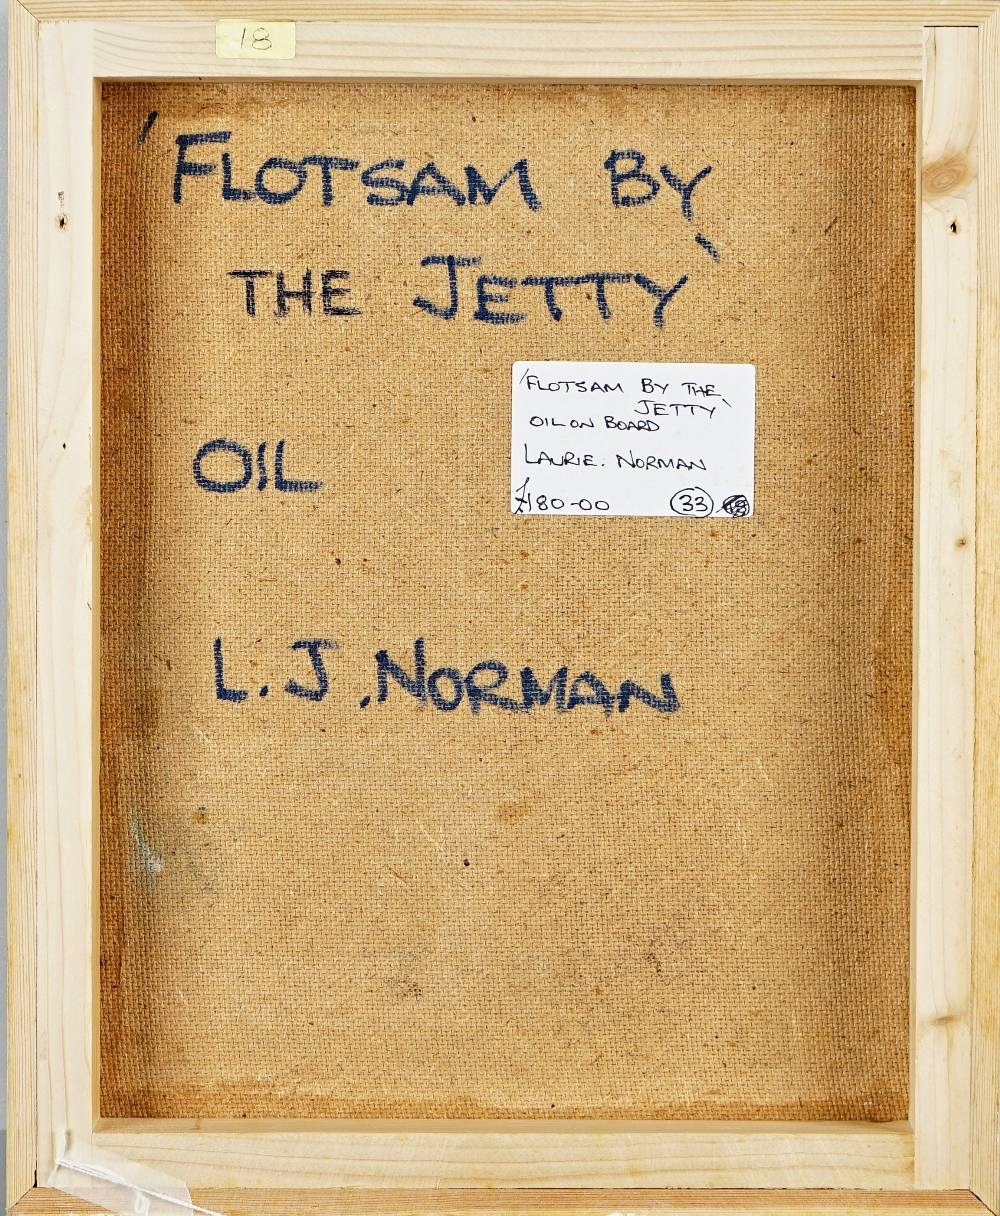 18
'FLOTSAM BY
THE JETTY'
'FLOTSAM BY THE
JETTY'
OIL ON BOARD
LAURIE. NORMAN
£180-00 33
OIL
L.J.NORMAN